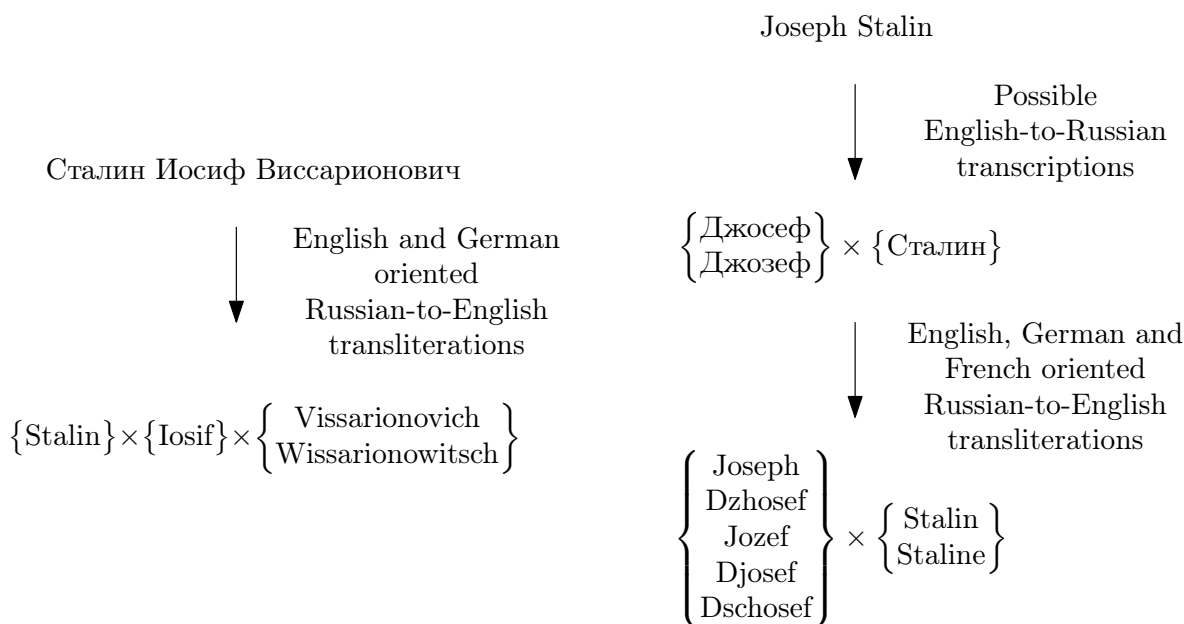 Сталин Иосиф Виссарионович
English and German
oriented
Russian-to-English
transliterations
{Stalin}×{Iosif}×{Vissarionovich
Wissarionowitsch}
Joseph Stalin
Possible
English-to-Russian
transcriptions
{Джосеф
Джозеф} × {Сталин}
English, German and
French oriented
Russian-to-English
transliterations
{Joseph
Dzhosef
Jozef
Djosef
Dschosef} × {Stalin
Staline}